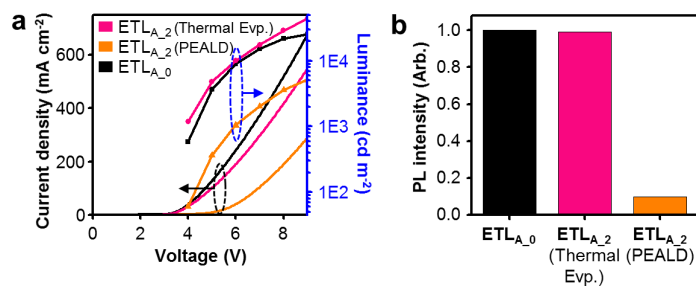 a
ETLA_2 (Thermal Evp.)
ETLA_2 (PEALD)
ETLA_0
Current density (mA cm-2)
600
400
200
0
0
2
4
6
8
Voltage (V)
1E4
1E3
1E2
Luminance (cd m-2)
b
PL intensity (Arb.)
1.0
0.8
0.6
0.4
0.2
0.0
ETLA_0
ETLA_2
(Thermal
Evp.)
ETLA_2
(PEALD)